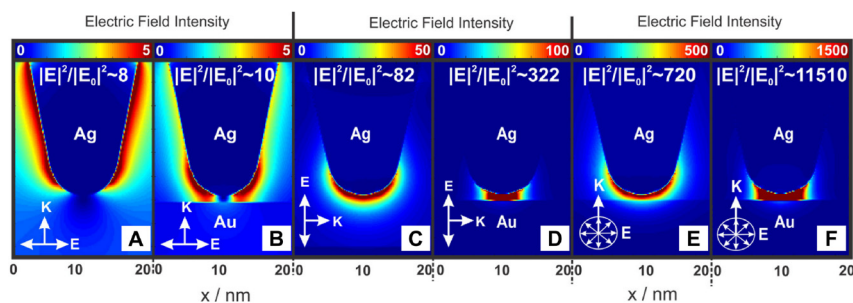 Electric Field Intensity Electric Field Intensity Electric Field Intensity
0 5 0 5 0 50 0 100 0 500 0 1500
|E|²/|E₀|²~8 |E|²/|E₀|²~10 |E|²/|E₀|²~82 |E|²/|E₀|²~322 |E|²/|E₀|²~720 |E|²/|E₀|²~11510
Ag Ag Ag Ag Ag Ag
K K E E K K
Au K K Au E E Au
E A E B C D E F
0 10 20 0 10 20 0 10 20 0 10 20 0 10 20 0 10 20
x / nm x / nm x / nm